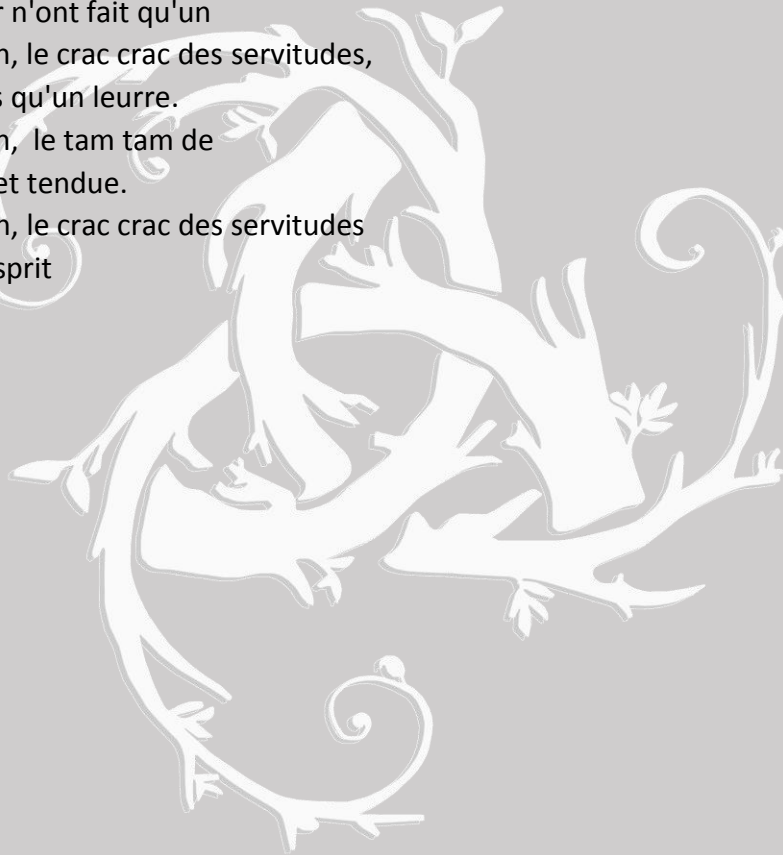 n'ont fait qu'un
, le crac crac des servitudes,
qu'un leurre.
, le tam tam de
et tendue.
, le crac crac des servitudes
sprit